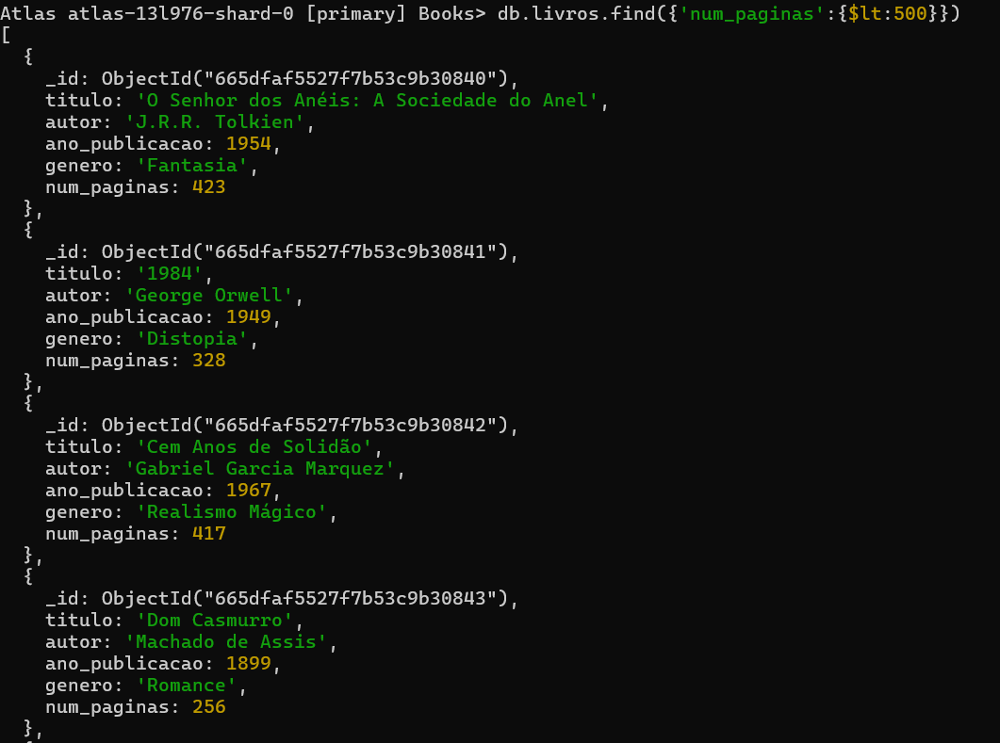 Atlas atlas-13l976-shard-0 [primary] Books> db.livros.find({'num_paginas':{$lt:500}})
[
  {
    _id: ObjectId("665dfaf5527f7b53c9b30840"),
    titulo: 'O Senhor dos Anéis: A Sociedade do Anel',
    autor: 'J.R.R. Tolkien',
    ano_publicacao: 1954,
    genero: 'Fantasia',
    num_paginas: 423
  },
  {
    _id: ObjectId("665dfaf5527f7b53c9b30841"),
    titulo: '1984',
    autor: 'George Orwell',
    ano_publicacao: 1949,
    genero: 'Distopia',
    num_paginas: 328
  },
  {
    _id: ObjectId("665dfaf5527f7b53c9b30842"),
    titulo: 'Cem Anos de Solidão',
    autor: 'Gabriel Garcia Marquez',
    ano_publicacao: 1967,
    genero: 'Realismo Mágico',
    num_paginas: 417
  },
  {
    _id: ObjectId("665dfaf5527f7b53c9b30843"),
    titulo: 'Dom Casmurro',
    autor: 'Machado de Assis',
    ano_publicacao: 1899,
    genero: 'Romance',
    num_paginas: 256
  },
  {